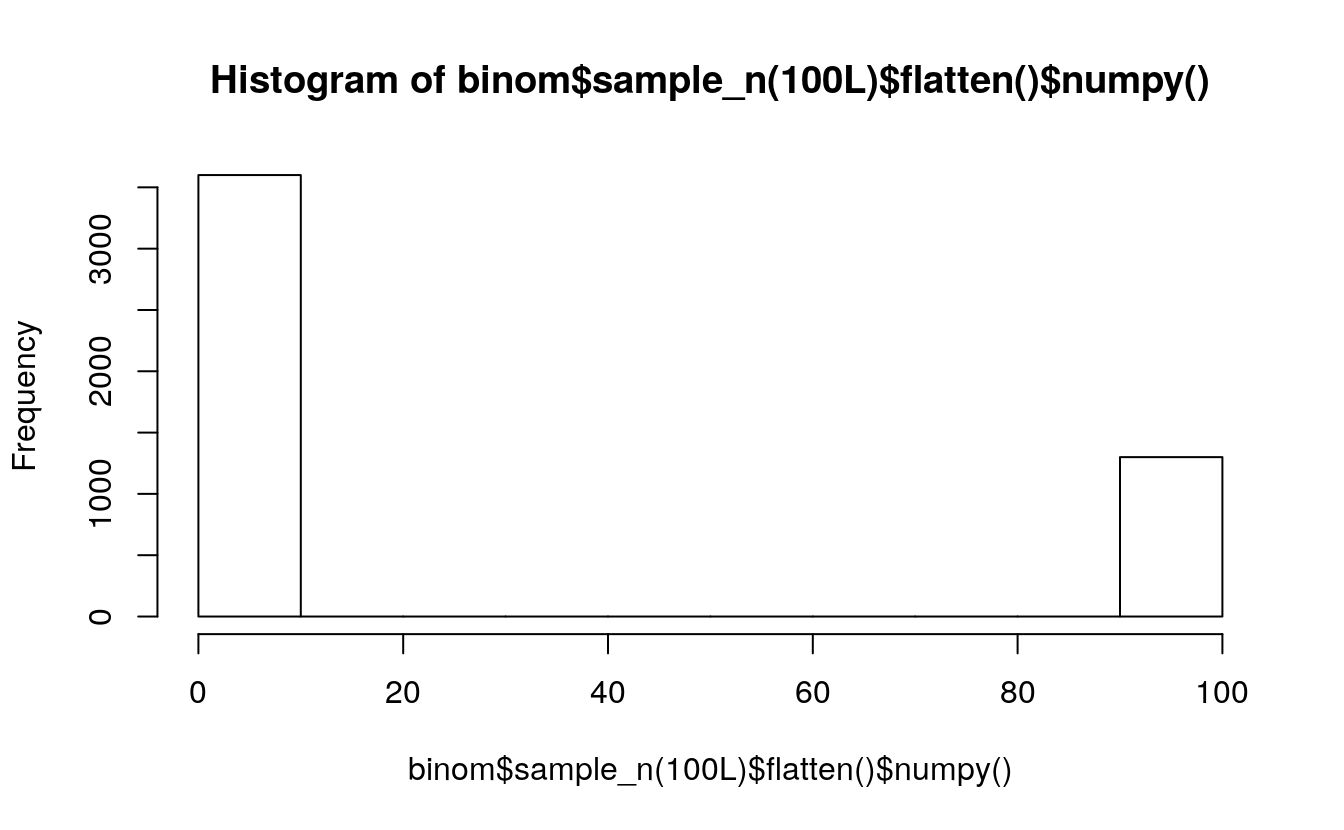 Histogram of binom$sample_n(100L)$flatten()$numpy()
Frequency
3000
2000
1000
0
0 20 40 60 80 100
binom$sample_n(100L)$flatten()$numpy()